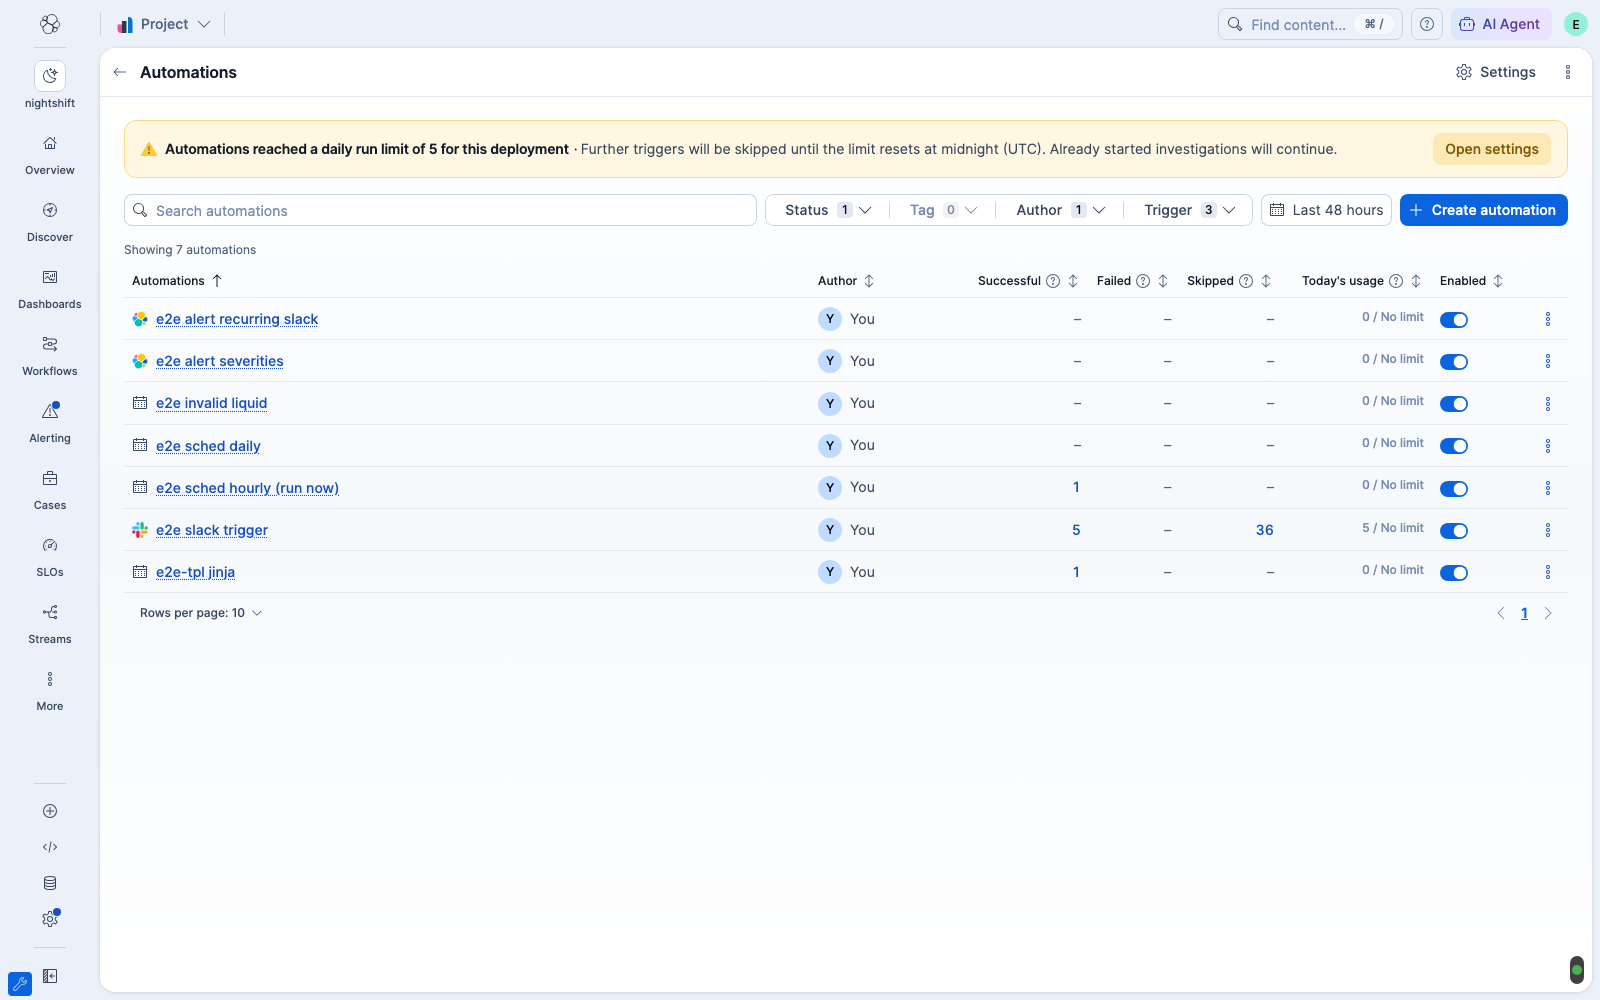 Project
Find content... ⌘ /
AI Agent
E
nightshift
Overview
Discover
Dashboards
Workflows
Alerting
Cases
SLOs
Streams
More
Automations
Settings
Automations reached a daily run limit of 5 for this deployment · Further triggers will be skipped until the limit resets at midnight (UTC). Already started investigations will continue.
Open settings
Search automations
Status 1 Tag 0 Author 1 Trigger 3
Last 48 hours
Create automation
Showing 7 automations
Automations Author Successful Failed Skipped Today's usage Enabled
e2e alert recurring slack Y You – – – 0 / No limit
e2e alert severities Y You – – – 0 / No limit
e2e invalid liquid Y You – – – 0 / No limit
e2e sched daily Y You – – – 0 / No limit
e2e sched hourly (run now) Y You 1 – – 0 / No limit
e2e slack trigger Y You 5 – 36 5 / No limit
e2e-tpl jinja Y You 1 – – 0 / No limit
Rows per page: 10
1